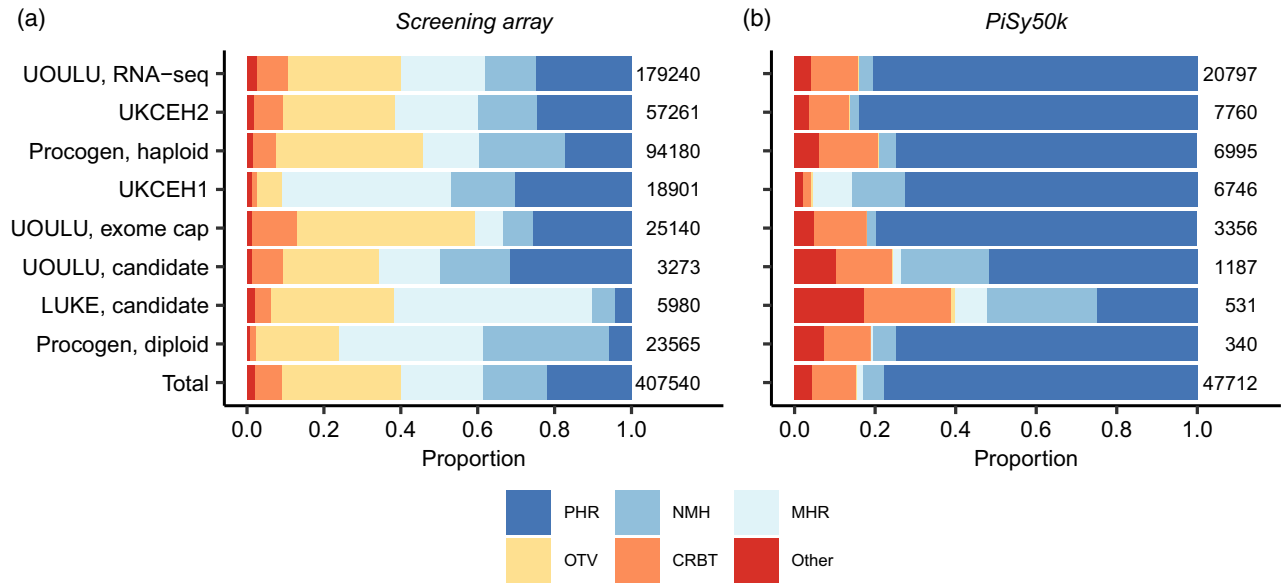 (a) Screening array
(b) PiSy50k
UOULU, RNA−seq 179240 20797
UKCEH2 57261 7760
Procogen, haploid 94180 6995
UKCEH1 18901 6746
UOULU, exome cap 25140 3356
UOULU, candidate 3273 1187
LUKE, candidate 5980 531
Procogen, diploid 23565 340
Total 407540 47712
0.0 0.2 0.4 0.6 0.8 1.0 0.0 0.2 0.4 0.6 0.8 1.0
Proportion Proportion
PHR NMH MHR
OTV CRBT Other